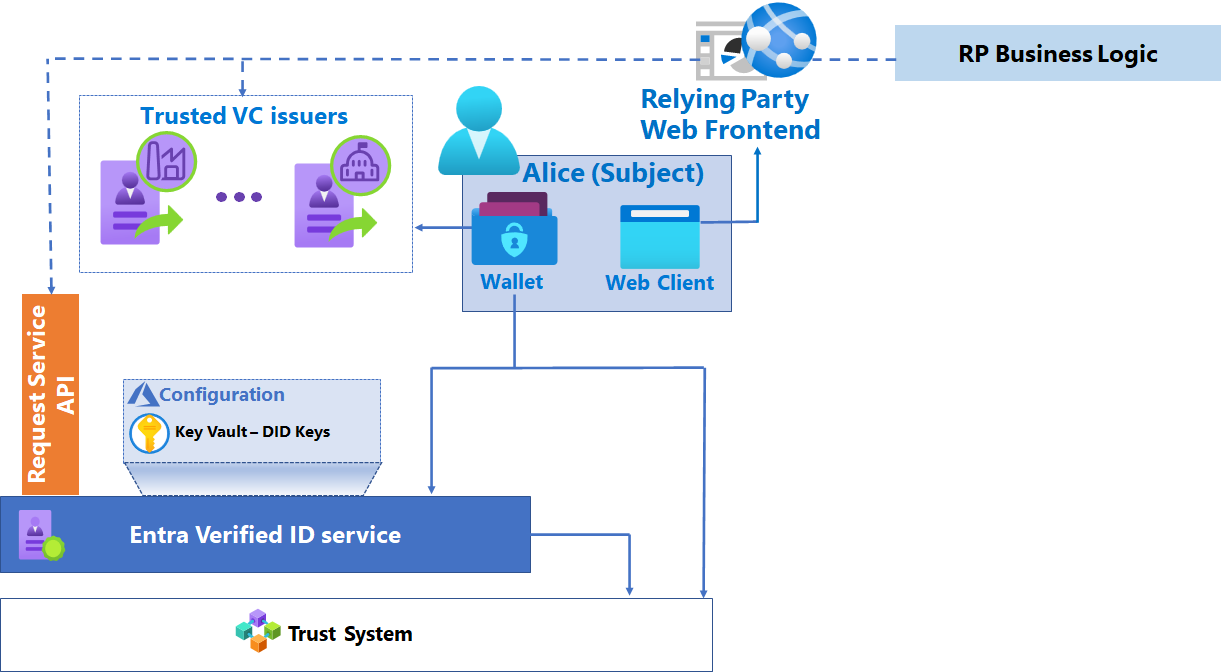 RP Business Logic
Relying Party
Web Frontend
Trusted VC issuers
Alice (Subject)
Wallet
Web Client
Request Service
API
Configuration
Key Vault – DID Keys
Entra Verified ID service
Trust System